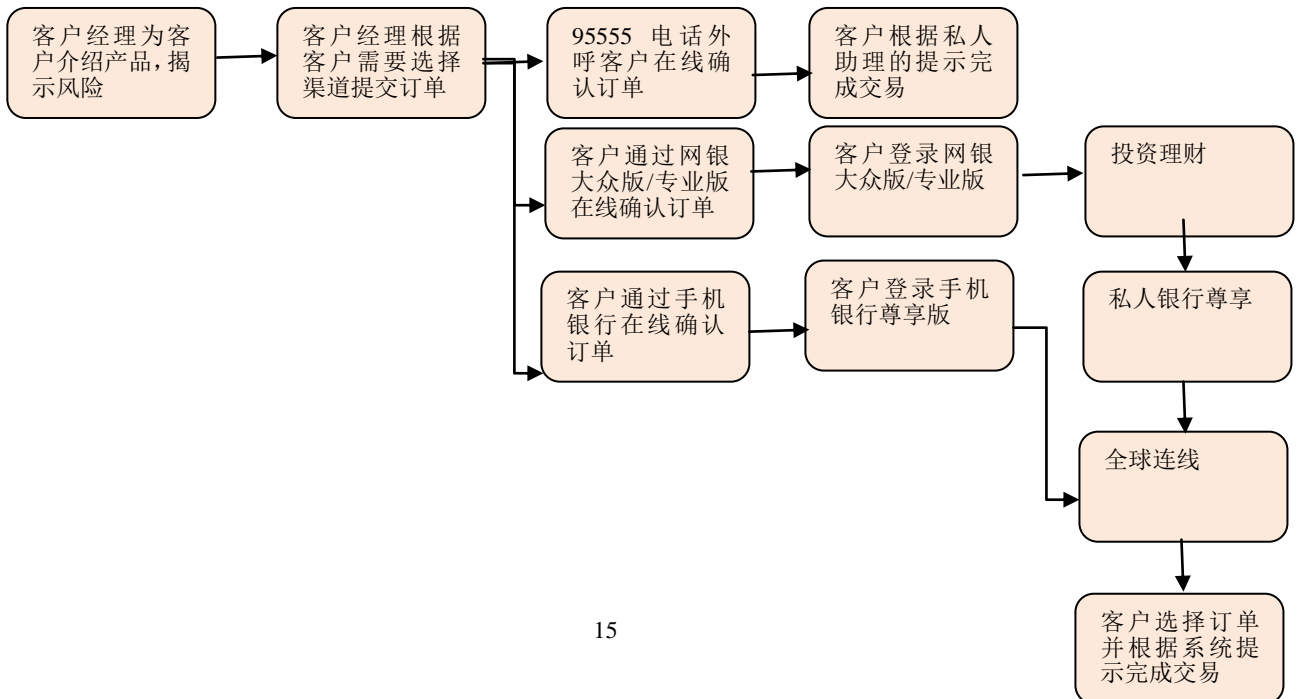 客户经理为客
户介绍产品，揭
示风险
客户经理根据
客户需要选择
渠道提交订单
95555 电话外
呼客户在线确
认订单
客户根据私人
助理的提示完
成交易
客户通过网银
大众版/专业版
在线确认订单
客户登录网银
大众版/专业版
投资理财
客户通过手机
银行在线确认
订单
客户登录手机
银行尊享版
私人银行尊享
全球连线
客户选择订单
并根据系统提
示完成交易
15